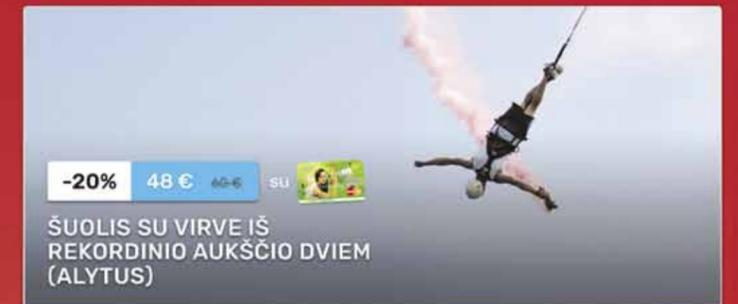 -20% 48 € 60 € su
ŠUOLIS SU VIRVE IŠ
REKORDINIO AUKŠČIO DVIEM
(ALYTUS)